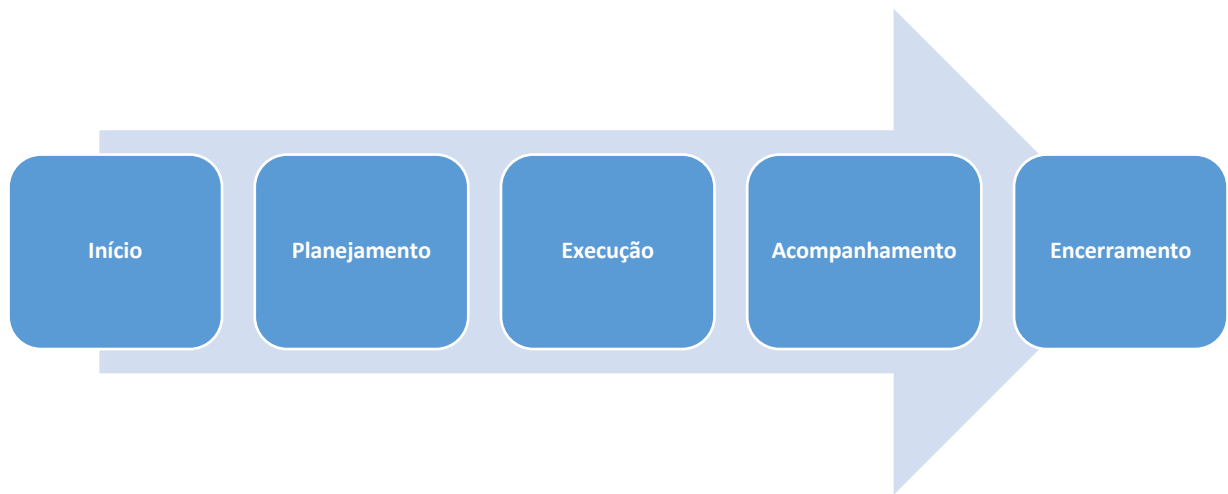 Início
Planejamento
Execução
Acompanhamento
Encerramento